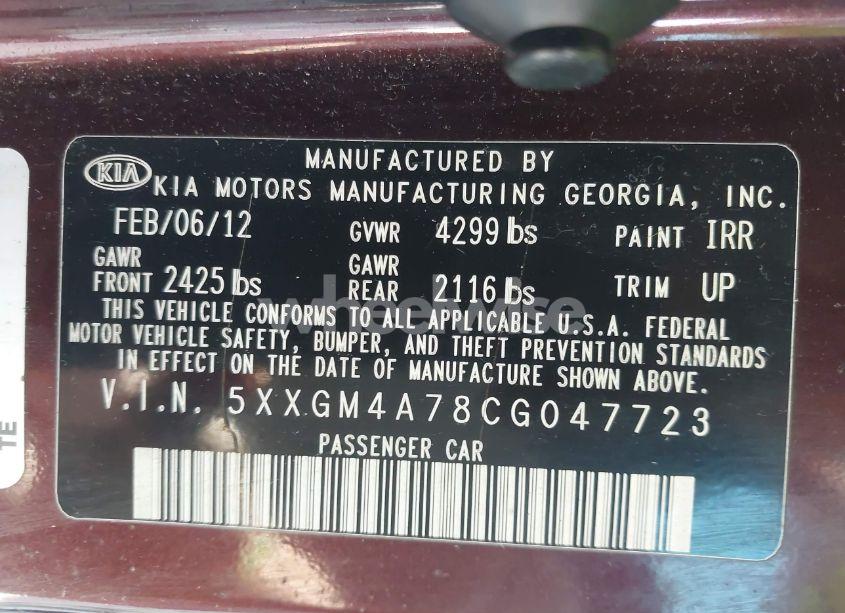 MANUFACTURED BY
KIA KIA MOTORS MANUFACTURING GEORGIA, INC.
FEB/06/12 GVWR 4299 lbs PAINT IRR
GAWR FRONT 2425 lbs GAWR REAR 2116 lbs TRIM UP
THIS VEHICLE CONFORMS TO ALL APPLICABLE U.S.A. FEDERAL
MOTOR VEHICLE SAFETY, BUMPER, AND THEFT PREVENTION STANDARDS
IN EFFECT ON THE DATE OF MANUFACTURE SHOWN ABOVE.
V.I.N. 5XXGM4A78CG047723
PASSENGER CAR
wheelwise
TE